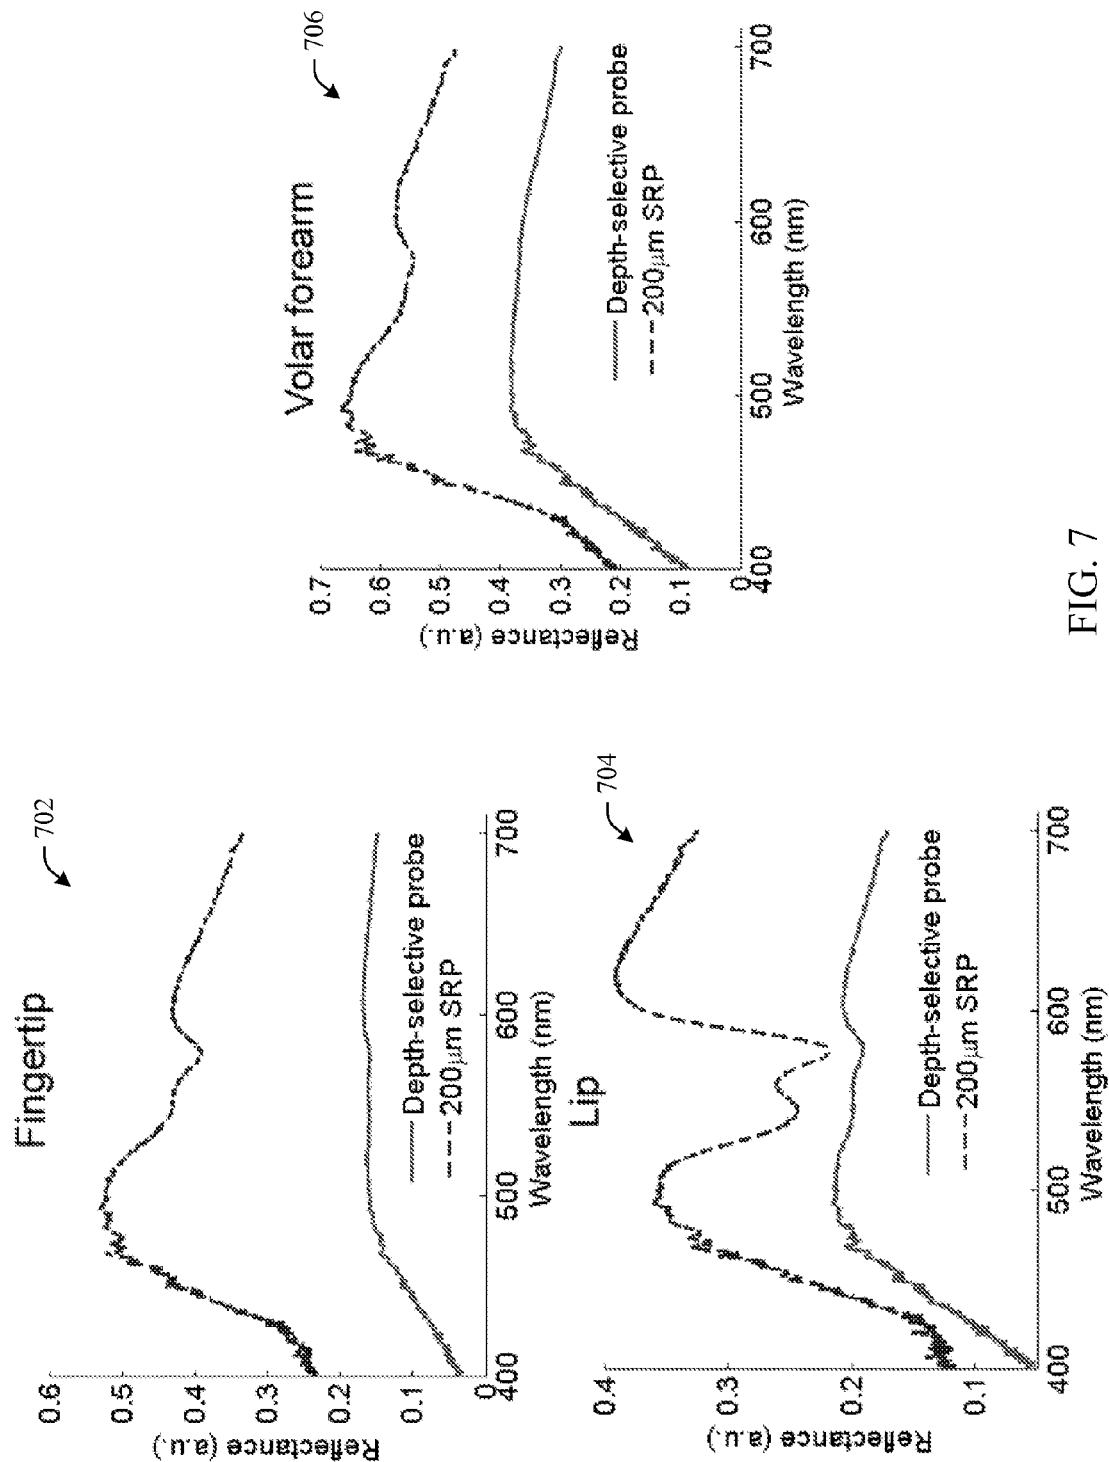 Fingertip
702
0.6
0.5
0.4
0.3
0.2
0.1
0
Reflectance (a.u.)
Depth-selective probe
200μm SRP
400
500
600
700
Wavelength (nm)
Lip
704
0.4
0.3
0.2
0.1
Reflectance (a.u.)
Depth-selective probe
200μm SRP
400
500
600
700
Wavelength (nm)
Volar forearm
706
0.7
0.6
0.5
0.4
0.3
0.2
0.1
0
Reflectance (a.u.)
Depth-selective probe
200μm SRP
400
500
600
700
Wavelength (nm)
FIG. 7